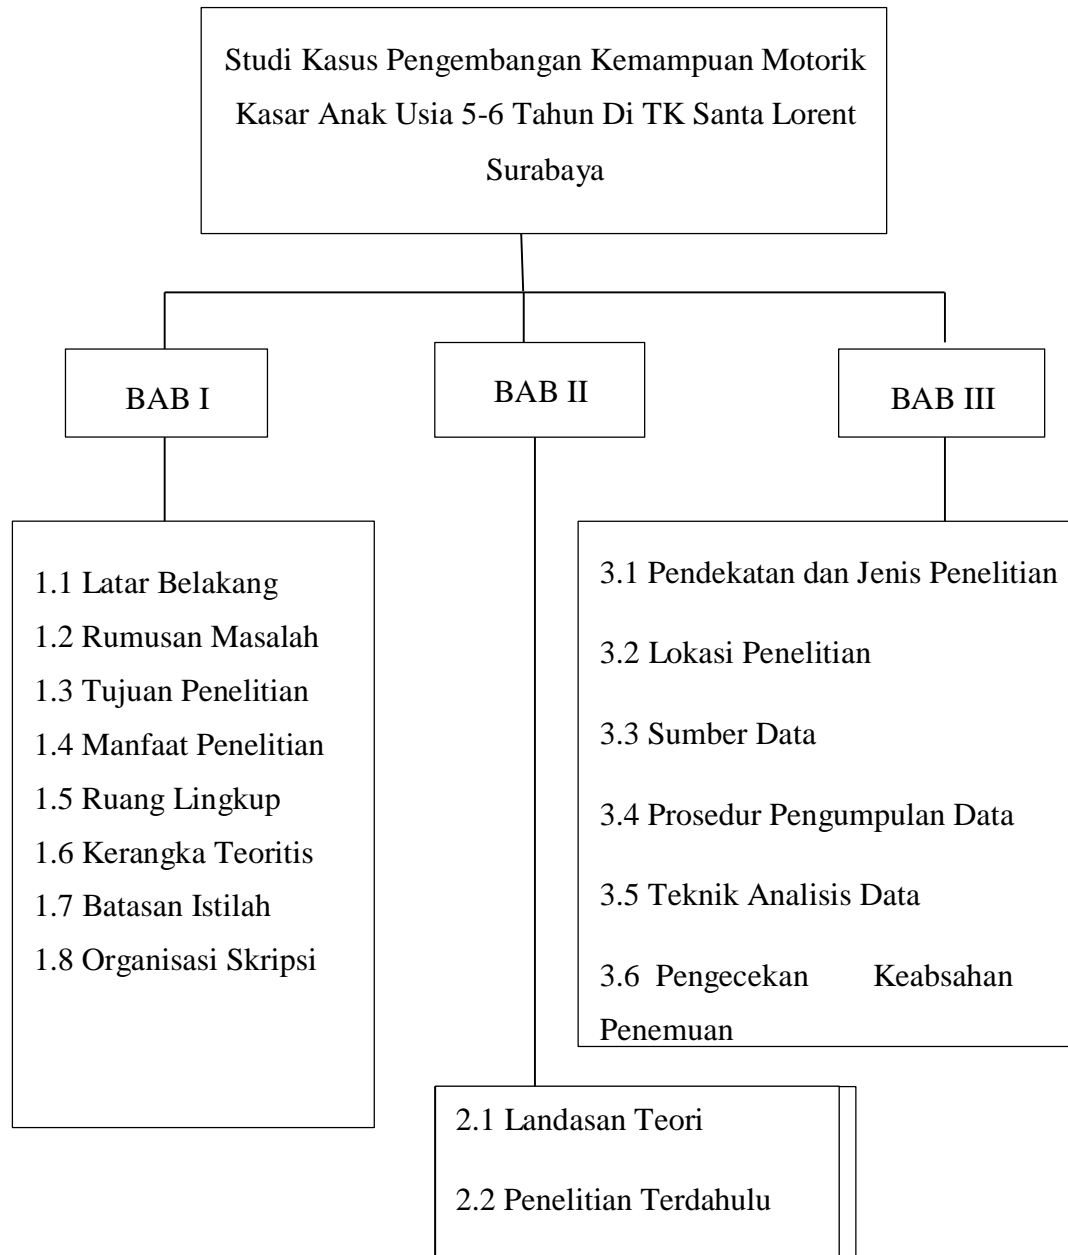 Studi Kasus Pengembangan Kemampuan Motorik
Kasar Anak Usia 5-6 Tahun Di TK Santa Lorent
Surabaya
BAB I
BAB II
BAB III
1.1 Latar Belakang
1.2 Rumusan Masalah
1.3 Tujuan Penelitian
1.4 Manfaat Penelitian
1.5 Ruang Lingkup
1.6 Kerangka Teoritis
1.7 Batasan Istilah
1.8 Organisasi Skripsi
3.1 Pendekatan dan Jenis Penelitian
3.2 Lokasi Penelitian
3.3 Sumber Data
3.4 Prosedur Pengumpulan Data
3.5 Teknik Analisis Data
3.6 Pengecekan Keabsahan
Penemuan
2.1 Landasan Teori
2.2 Penelitian Terdahulu